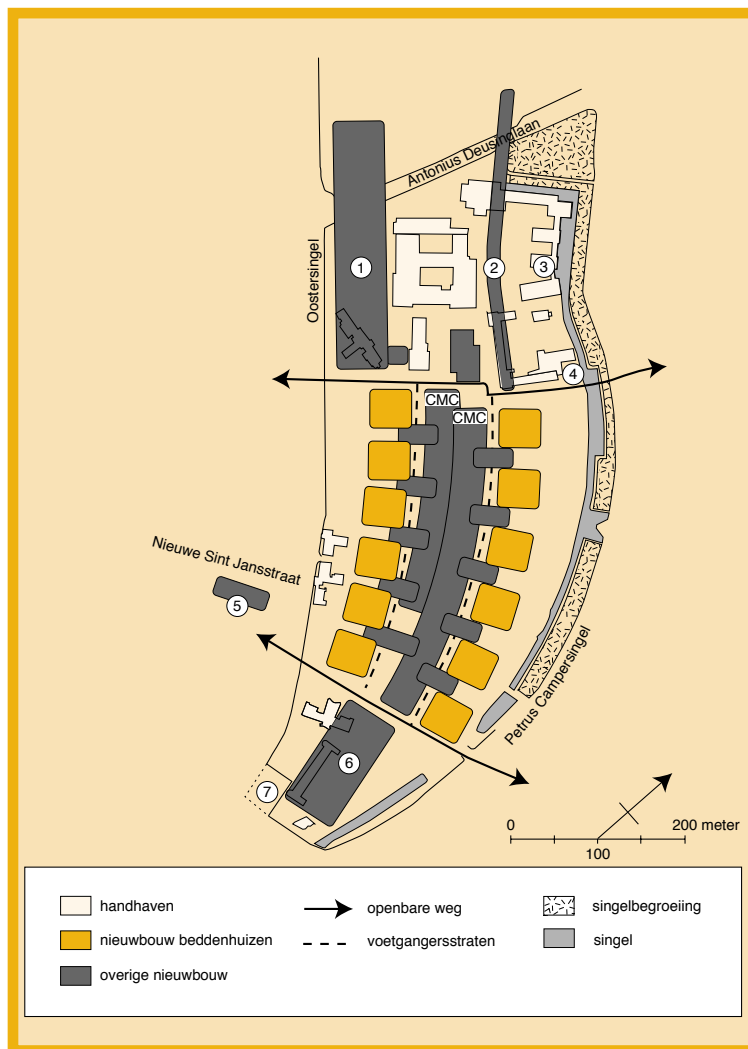 Antonius Deusinglaan
Oostersingel
1
2
3
4
CMC
CMC
Nieuwe Sint Jansstraat
5
Petrus Campersingel
6
7
0
200 meter
100
handhaven
openbare weg
singelbegroeiing
nieuwbouw beddenhuizen
voetgangersstraten
singel
overige nieuwbouw